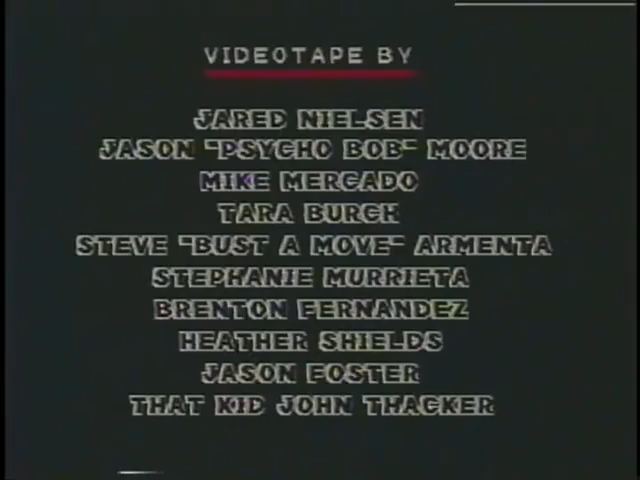 VIDEOTAPE BY
JARED NIELSEN
JASON "PSYCHO BOB" MOORE
MIKE MERCADO
TARA BURCH
STEVE "BUST A MOVE" ARMENTA
STEPHANIE MURRIETA
BRENTON FERNANDEZ
HEATHER SHIELDS
JASON FOSTER
THAT KID JOHN THACKER